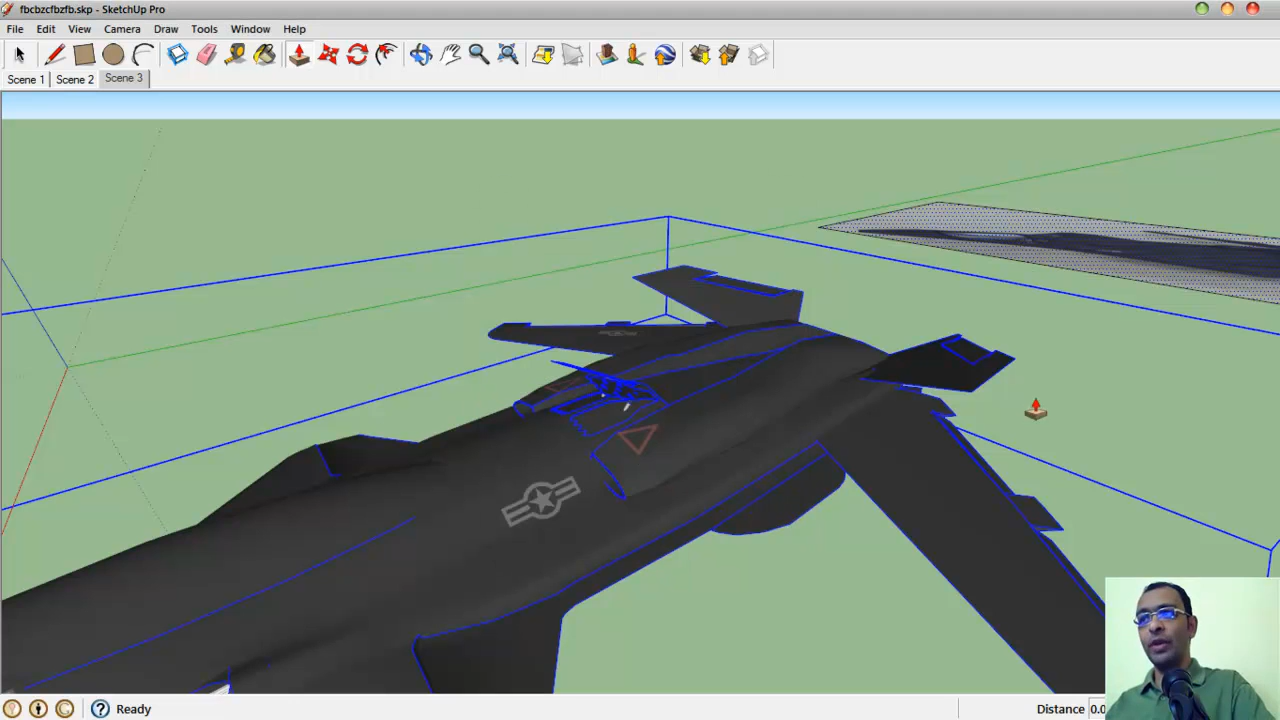 fbcbzcfbzfb.skp - SketchUp Pro
File Edit View Camera Draw Tools Window Help
Scene 1 Scene 2 Scene 3
Ready
Distance 0.0